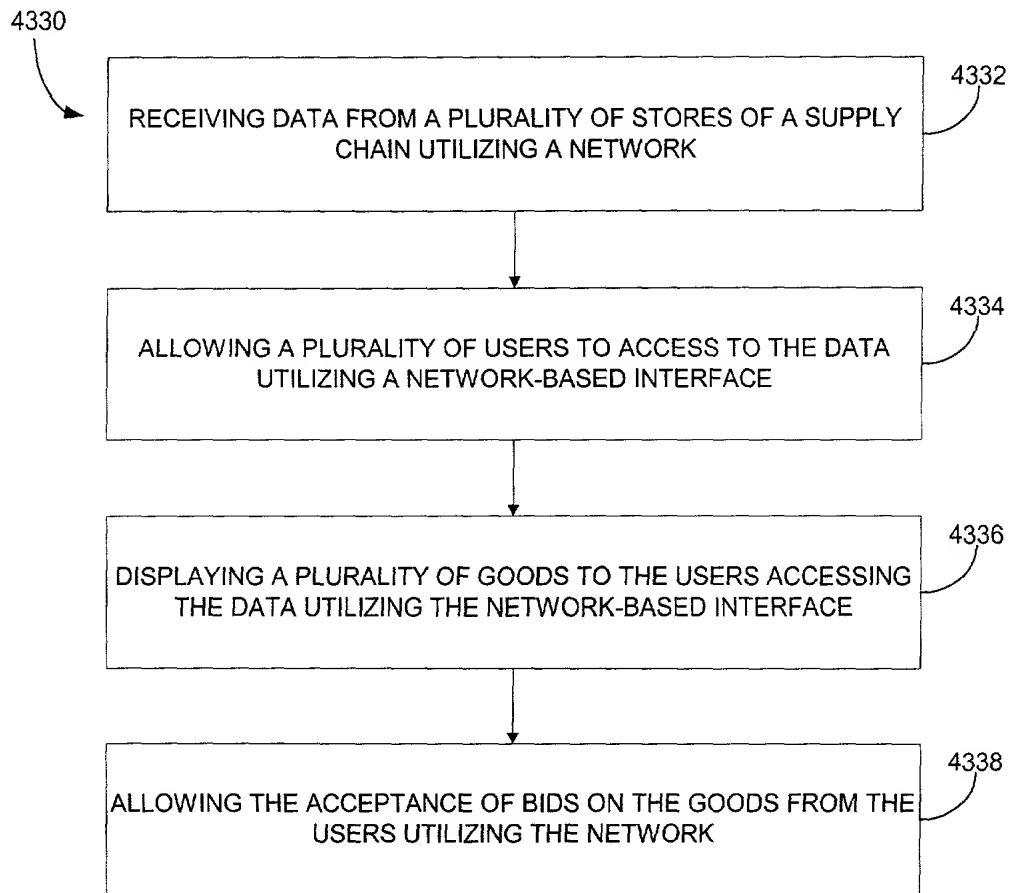 4330
4332
RECEIVING DATA FROM A PLURALITY OF STORES OF A SUPPLY
CHAIN UTILIZING A NETWORK
4334
ALLOWING A PLURALITY OF USERS TO ACCESS TO THE DATA
UTILIZING A NETWORK-BASED INTERFACE
4336
DISPLAYING A PLURALITY OF GOODS TO THE USERS ACCESSING
THE DATA UTILIZING THE NETWORK-BASED INTERFACE
4338
ALLOWING THE ACCEPTANCE OF BIDS ON THE GOODS FROM THE
USERS UTILIZING THE NETWORK